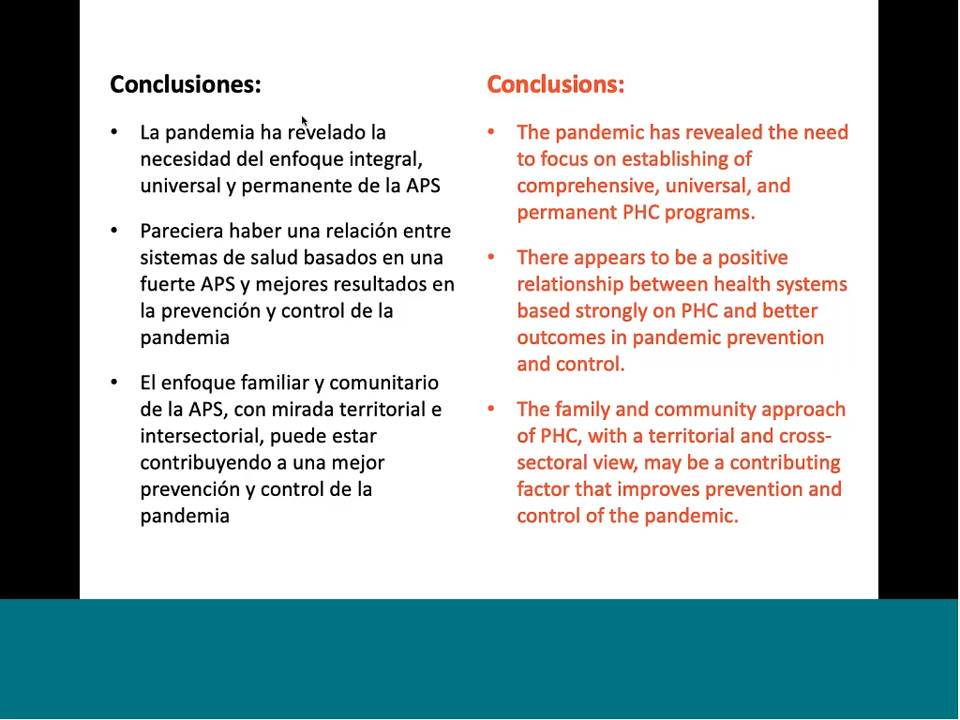 Conclusiones:
• La pandemia ha revelado la
necesidad del enfoque integral,
universal y permanente de la APS
• Pareciera haber una relación entre
sistemas de salud basados en una
fuerte APS y mejores resultados en
la prevención y control de la
pandemia
• El enfoque familiar y comunitario
de la APS, con mirada territorial e
intersectorial, puede estar
contribuyendo a una mejor
prevención y control de la
pandemia
Conclusions:
• The pandemic has revealed the need
to focus on establishing of
comprehensive, universal, and
permanent PHC programs.
• There appears to be a positive
relationship between health systems
based strongly on PHC and better
outcomes in pandemic prevention
and control.
• The family and community approach
of PHC, with a territorial and cross-
sectoral view, may be a contributing
factor that improves prevention and
control of the pandemic.